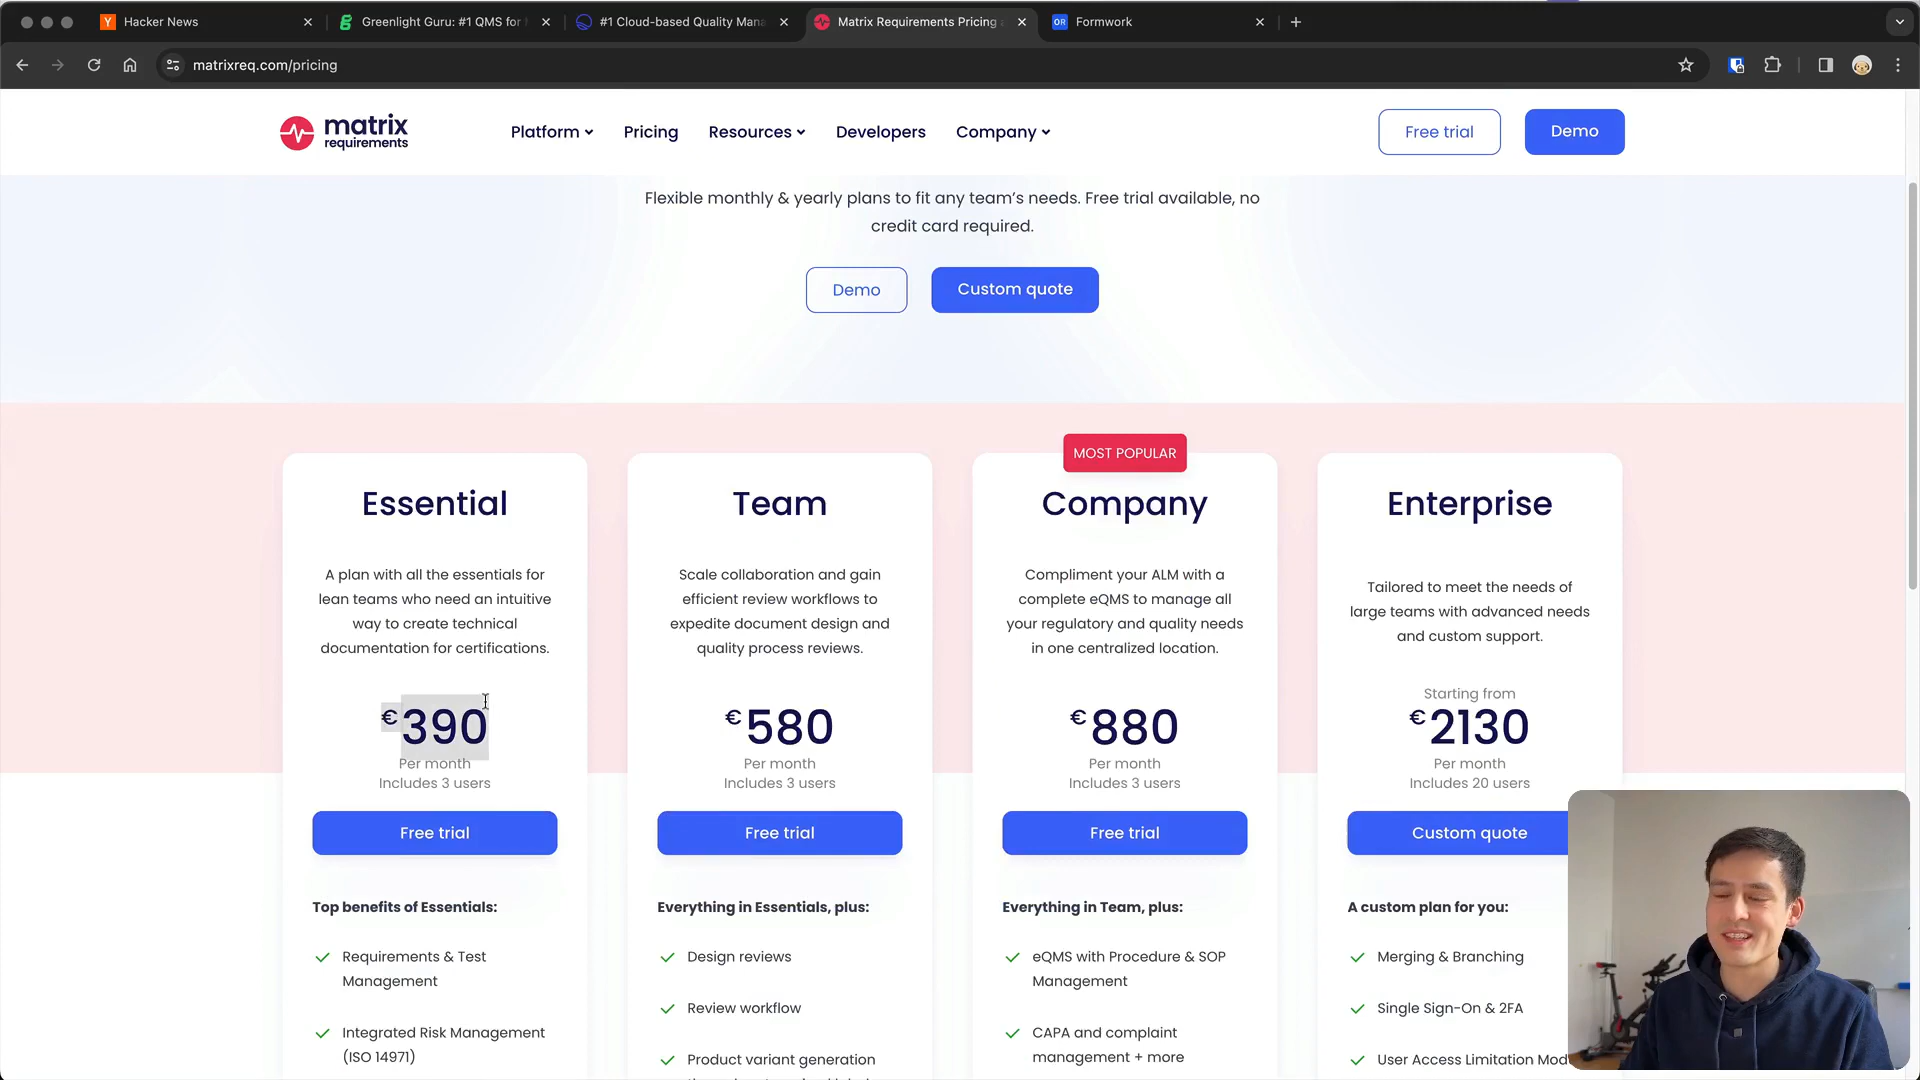 Hacker News
Greenlight Guru: #1 QMS for
#1 Cloud-based Quality Mana
Matrix Requirements Pricing
OR Formwork
matrixreq.com/pricing
matrix
requirements
Platform
Pricing
Resources
Developers
Company
Free trial
Demo
Flexible monthly & yearly plans to fit any team’s needs. Free trial available, no
credit card required.
Demo
Custom quote
MOST POPULAR
Essential
Team
Company
Enterprise
A plan with all the essentials for
lean teams who need an intuitive
way to create technical
documentation for certifications.
Scale collaboration and gain
efficient review workflows to
expedite document design and
quality process reviews.
Compliment your ALM with a
complete eQMS to manage all
your regulatory and quality needs
in one centralized location.
Tailored to meet the needs of
large teams with advanced needs
and custom support.
€390
Per month
Includes 3 users
€580
Per month
Includes 3 users
€880
Per month
Includes 3 users
Starting from
€2130
Per month
Includes 20 users
Free trial
Free trial
Free trial
Custom quote
Top benefits of Essentials:
Requirements & Test
Management
Integrated Risk Management
(ISO 14971)
Everything in Essentials, plus:
Design reviews
Review workflow
Product variant generation
Everything in Team, plus:
eQMS with Procedure & SOP
Management
CAPA and complaint
management + more
A custom plan for you:
Merging & Branching
Single Sign-On & 2FA
User Access Limitation